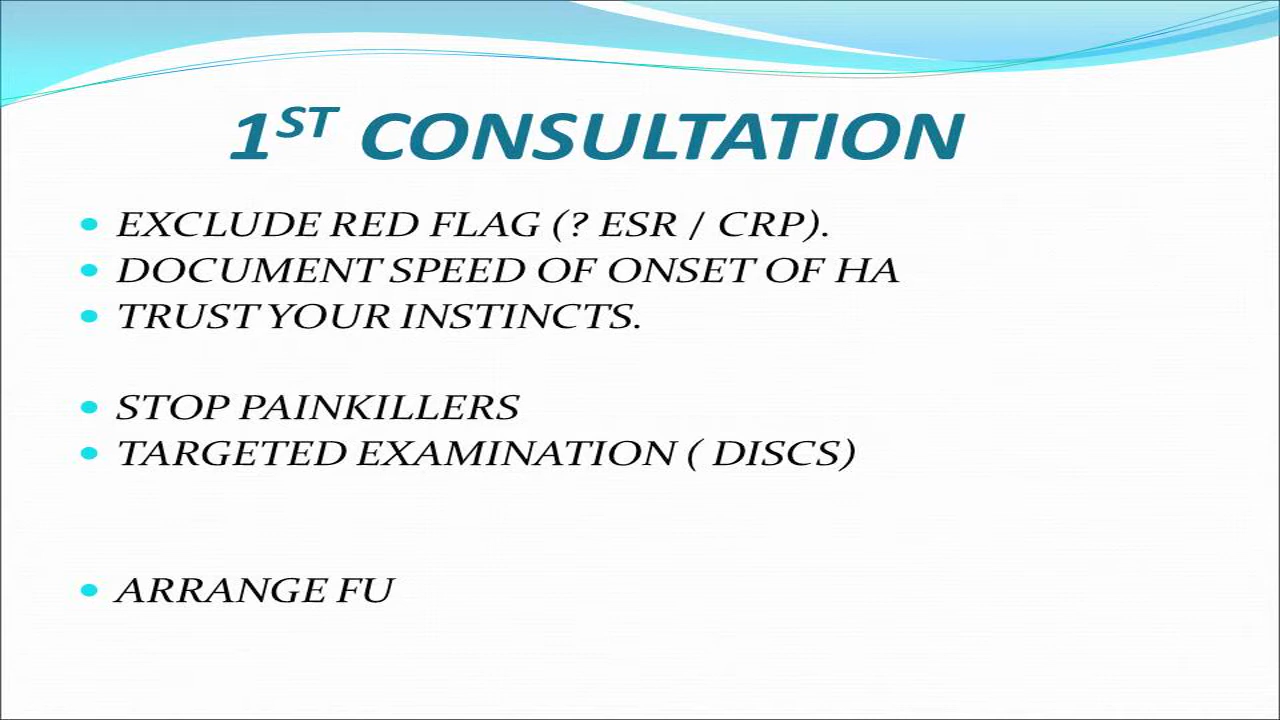 1ST CONSULTATION
EXCLUDE RED FLAG (? ESR / CRP).
DOCUMENT SPEED OF ONSET OF HA
TRUST YOUR INSTINCTS.
STOP PAINKILLERS
TARGETED EXAMINATION ( DISCS)
ARRANGE FU